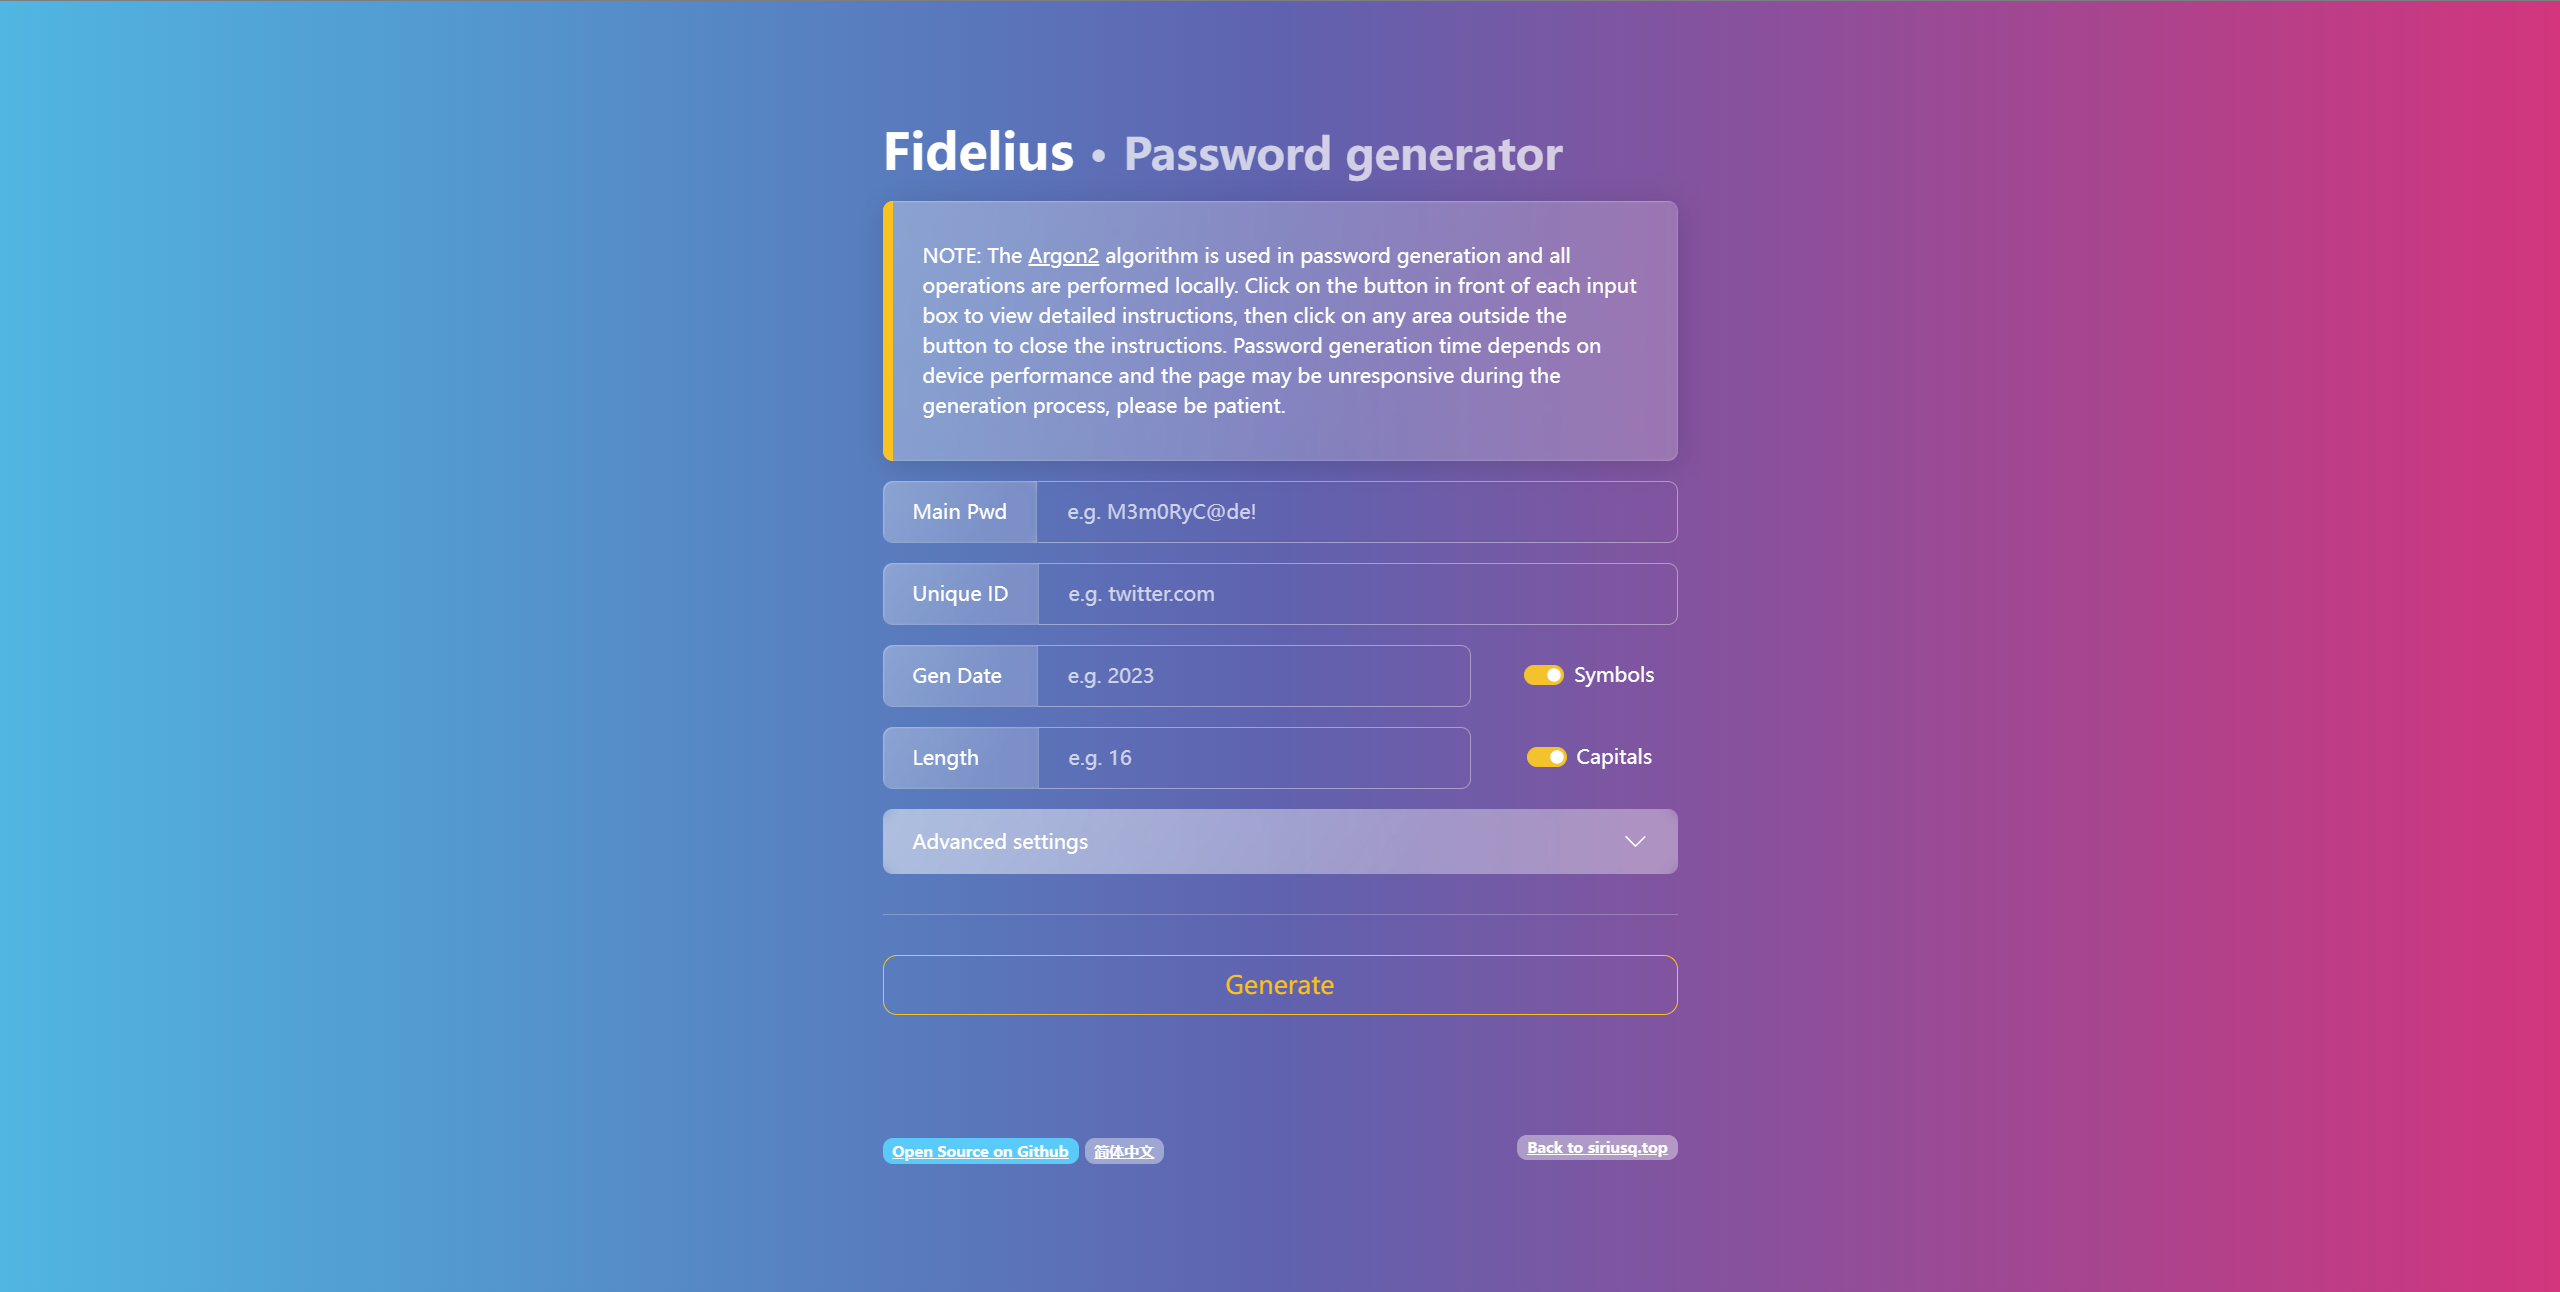 Fidelius • Password generator
NOTE: The Argon2 algorithm is used in password generation and all
operations are performed locally. Click on the button in front of each input
box to view detailed instructions, then click on any area outside the
button to close the instructions. Password generation time depends on
device performance and the page may be unresponsive during the
generation process, please be patient.
Main Pwd e.g. M3m0RyC@de!
Unique ID e.g. twitter.com
Gen Date e.g. 2023 Symbols
Length e.g. 16 Capitals
Advanced settings
Generate
Open Source on Github 简体中文 Back to siriusq.top